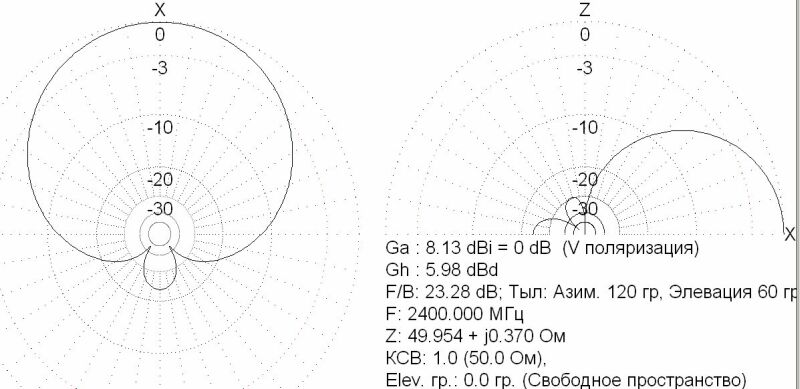 X
0
-3
-10
-20
-30
Z
0
-3
-10
-20
-30
X
Ga : 8.13 dBi = 0 dB (V поляризация)
Gh : 5.98 dBd
F/B: 23.28 dB; Тыл: Азим. 120 гр, Элевация 60 гр
F: 2400.000 МГц
Z: 49.954 + j0.370 Ом
КСВ: 1.0 (50.0 Ом),
Elev. гр.: 0.0 гр. (Свободное пространство)